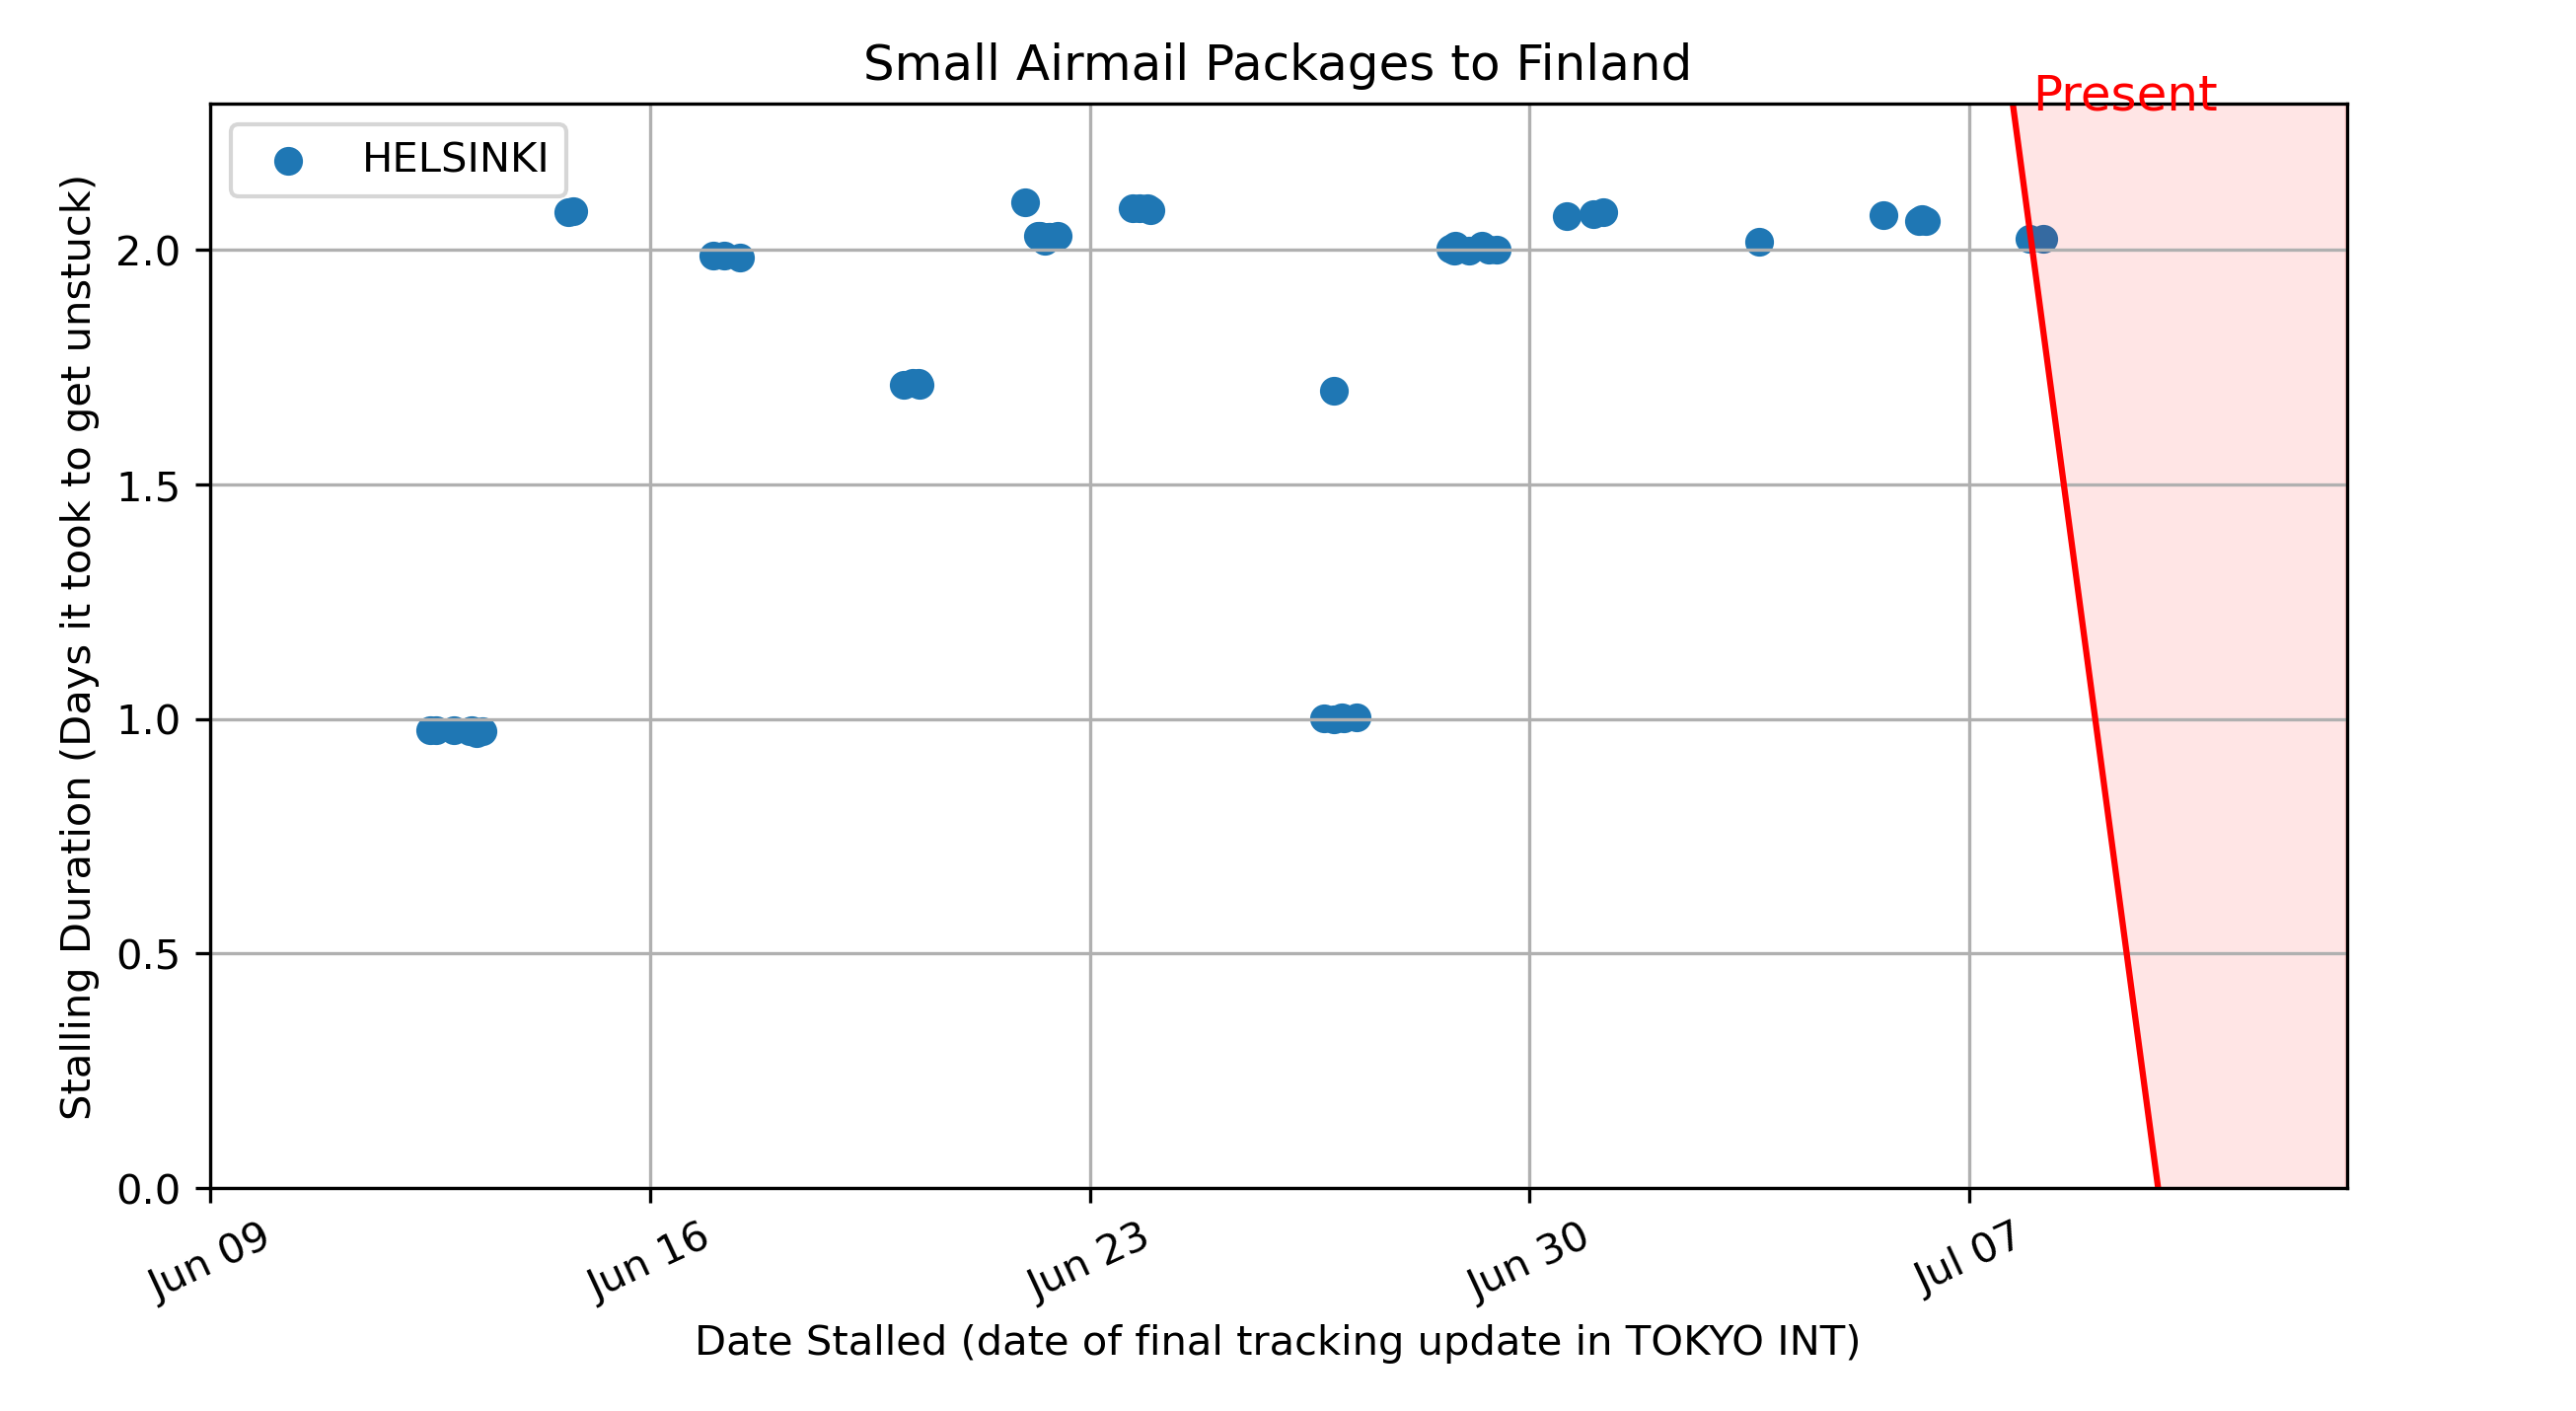 Small Airmail Packages to Finland
Present
HELSINKI
Stalling Duration (Days it took to get unstuck)
2.0
1.5
1.0
0.5
0.0
Jun 09
Jun 16
Jun 23
Jun 30
Jul 07
Date Stalled (date of final tracking update in TOKYO INT)